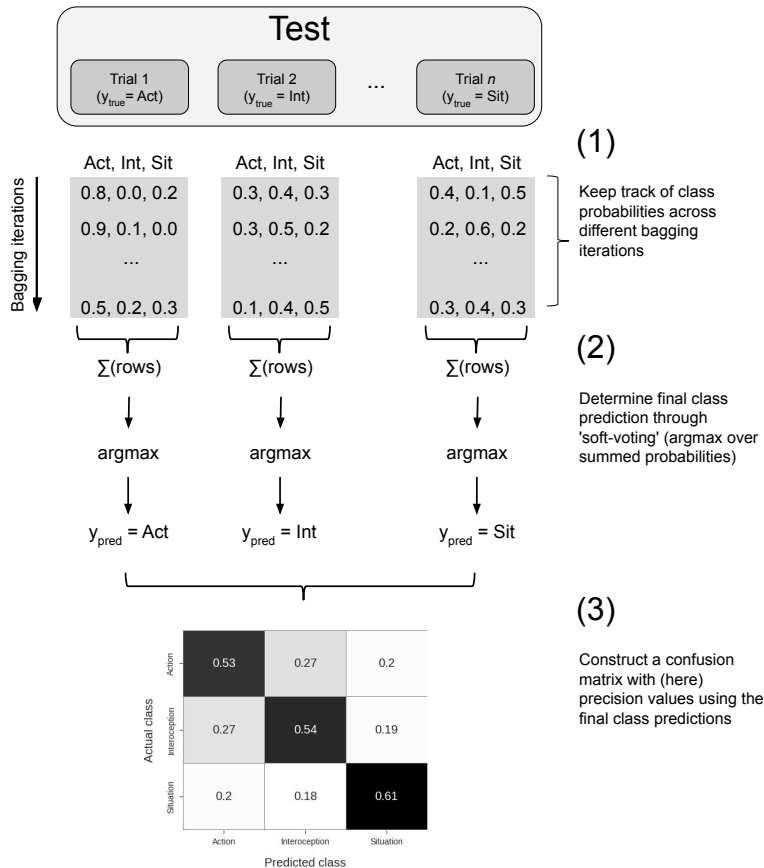 Test
Trial 1
(ytrue = Act)
Trial 2
(ytrue = Int)
...
Trial n
(ytrue = Sit)
Act, Int, Sit
Act, Int, Sit
Act, Int, Sit
Bagging iterations
0.8, 0.0, 0.2
0.9, 0.1, 0.0
...
0.5, 0.2, 0.3
0.3, 0.4, 0.3
0.3, 0.5, 0.2
...
0.1, 0.4, 0.5
0.4, 0.1, 0.5
0.2, 0.6, 0.2
...
0.3, 0.4, 0.3
(1)
Keep track of class
probabilities across
different bagging
iterations
∑(rows)
∑(rows)
∑(rows)
argmax
argmax
argmax
ypred = Act
ypred = Int
ypred = Sit
(2)
Determine final class
prediction through
'soft-voting' (argmax over
summed probabilities)
(3)
Construct a confusion
matrix with (here)
precision values using the
final class predictions
Actual class
Action
0.53
0.27
0.2
Interoception
0.27
0.54
0.19
Situation
0.2
0.18
0.61
Action
Interoception
Situation
Predicted class